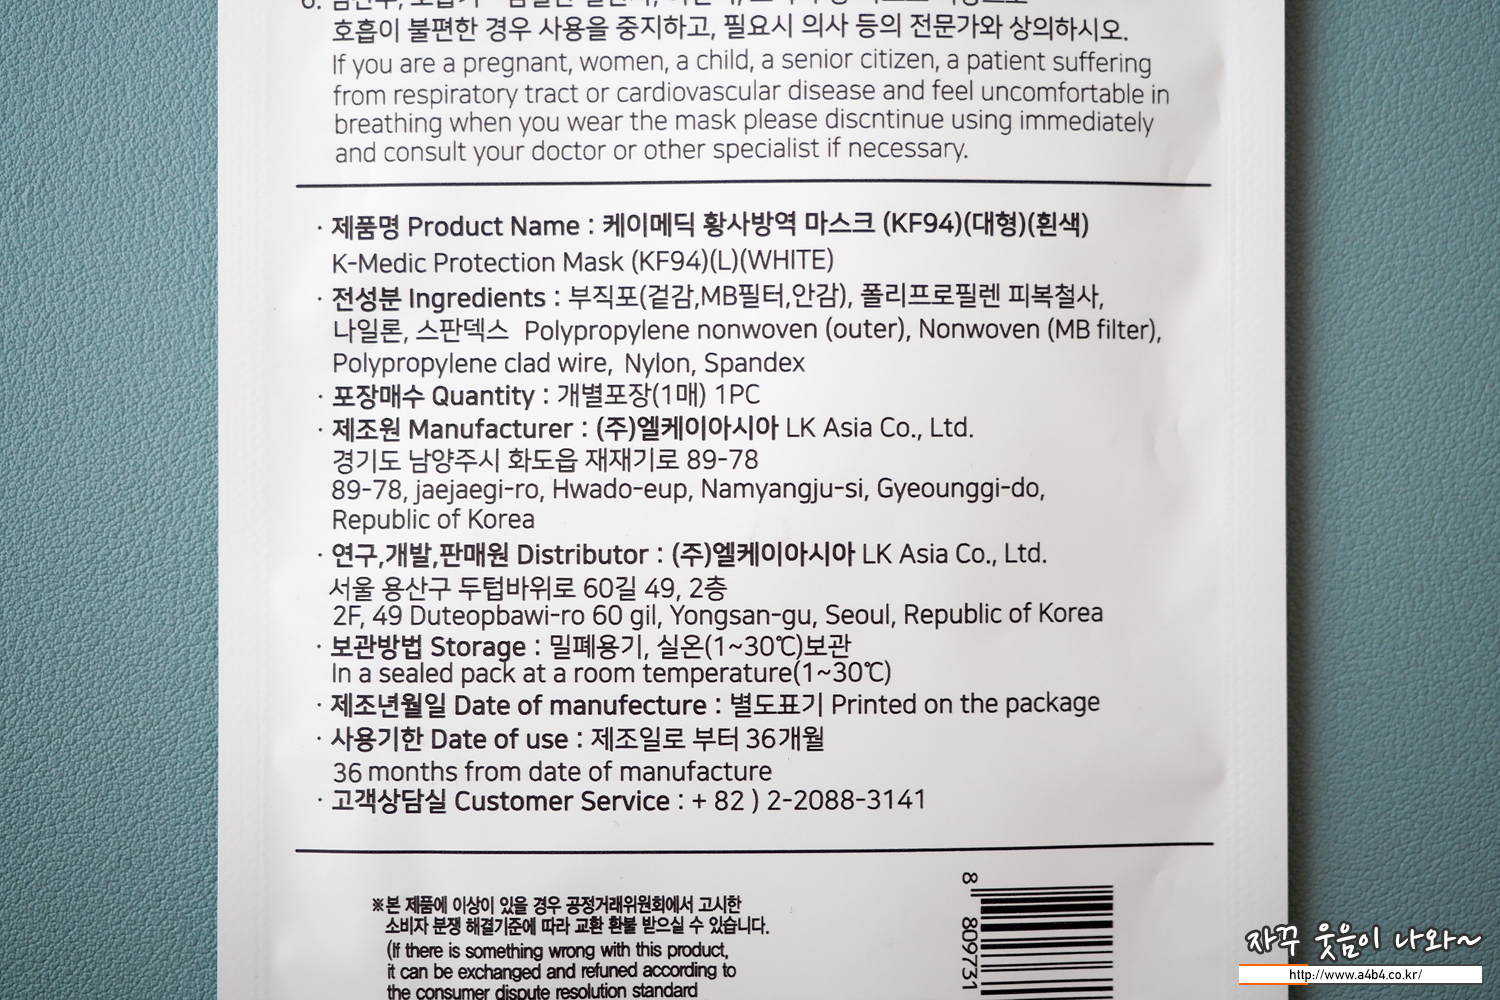 호흡이 불편한 경우 사용을 중지하고, 필요시 의사 등의 전문가와 상의하시오.
If you are a pregnant, women, a child, a senior citizen, a patient suffering
from respiratory tract or cardiovascular disease and feel uncomfortable in
breathing when you wear the mask please discntinue using immediately
and consult your doctor or other specialist if necessary.
· 제품명 Product Name : 케이메딕 황사방역 마스크 (KF94)(대형)(흰색)
K-Medic Protection Mask (KF94)(L)(WHITE)
· 전성분 Ingredients : 부직포(겉감,MB필터,안감), 폴리프로필렌 피복철사,
나일론, 스판덱스 Polypropylene nonwoven (outer), Nonwoven (MB filter),
Polypropylene clad wire, Nylon, Spandex
· 포장매수 Quantity : 개별포장(1매) 1PC
· 제조원 Manufacturer : (주)엘케이아시아 LK Asia Co., Ltd.
경기도 남양주시 화도읍 재재기로 89-78
89-78, jaejaegi-ro, Hwado-eup, Namyangju-si, Gyeounggi-do,
Republic of Korea
· 연구,개발,판매원 Distributor : (주)엘케이아시아 LK Asia Co., Ltd.
서울 용산구 두텁바위로 60길 49, 2층
2F, 49 Duteopbawi-ro 60 gil, Yongsan-gu, Seoul, Republic of Korea
· 보관방법 Storage : 밀폐용기, 실온(1~30℃)보관
In a sealed pack at a room temperature(1~30℃)
· 제조년월일 Date of manufecture : 별도표기 Printed on the package
· 사용기한 Date of use : 제조일로 부터 36개월
36 months from date of manufacture
· 고객상담실 Customer Service : + 82 ) 2-2088-3141
※본 제품에 이상이 있을 경우 공정거래위원회에서 고시한
소비자 분쟁 해결기준에 따라 교환 환불 받으실 수 있습니다.
(If there is something wrong with this product,
it can be exchanged and refuned according to
the consumer dispute resolution standard
8 809731
자꾸 웃음이 나와~
http://www.a4b4.co.kr/